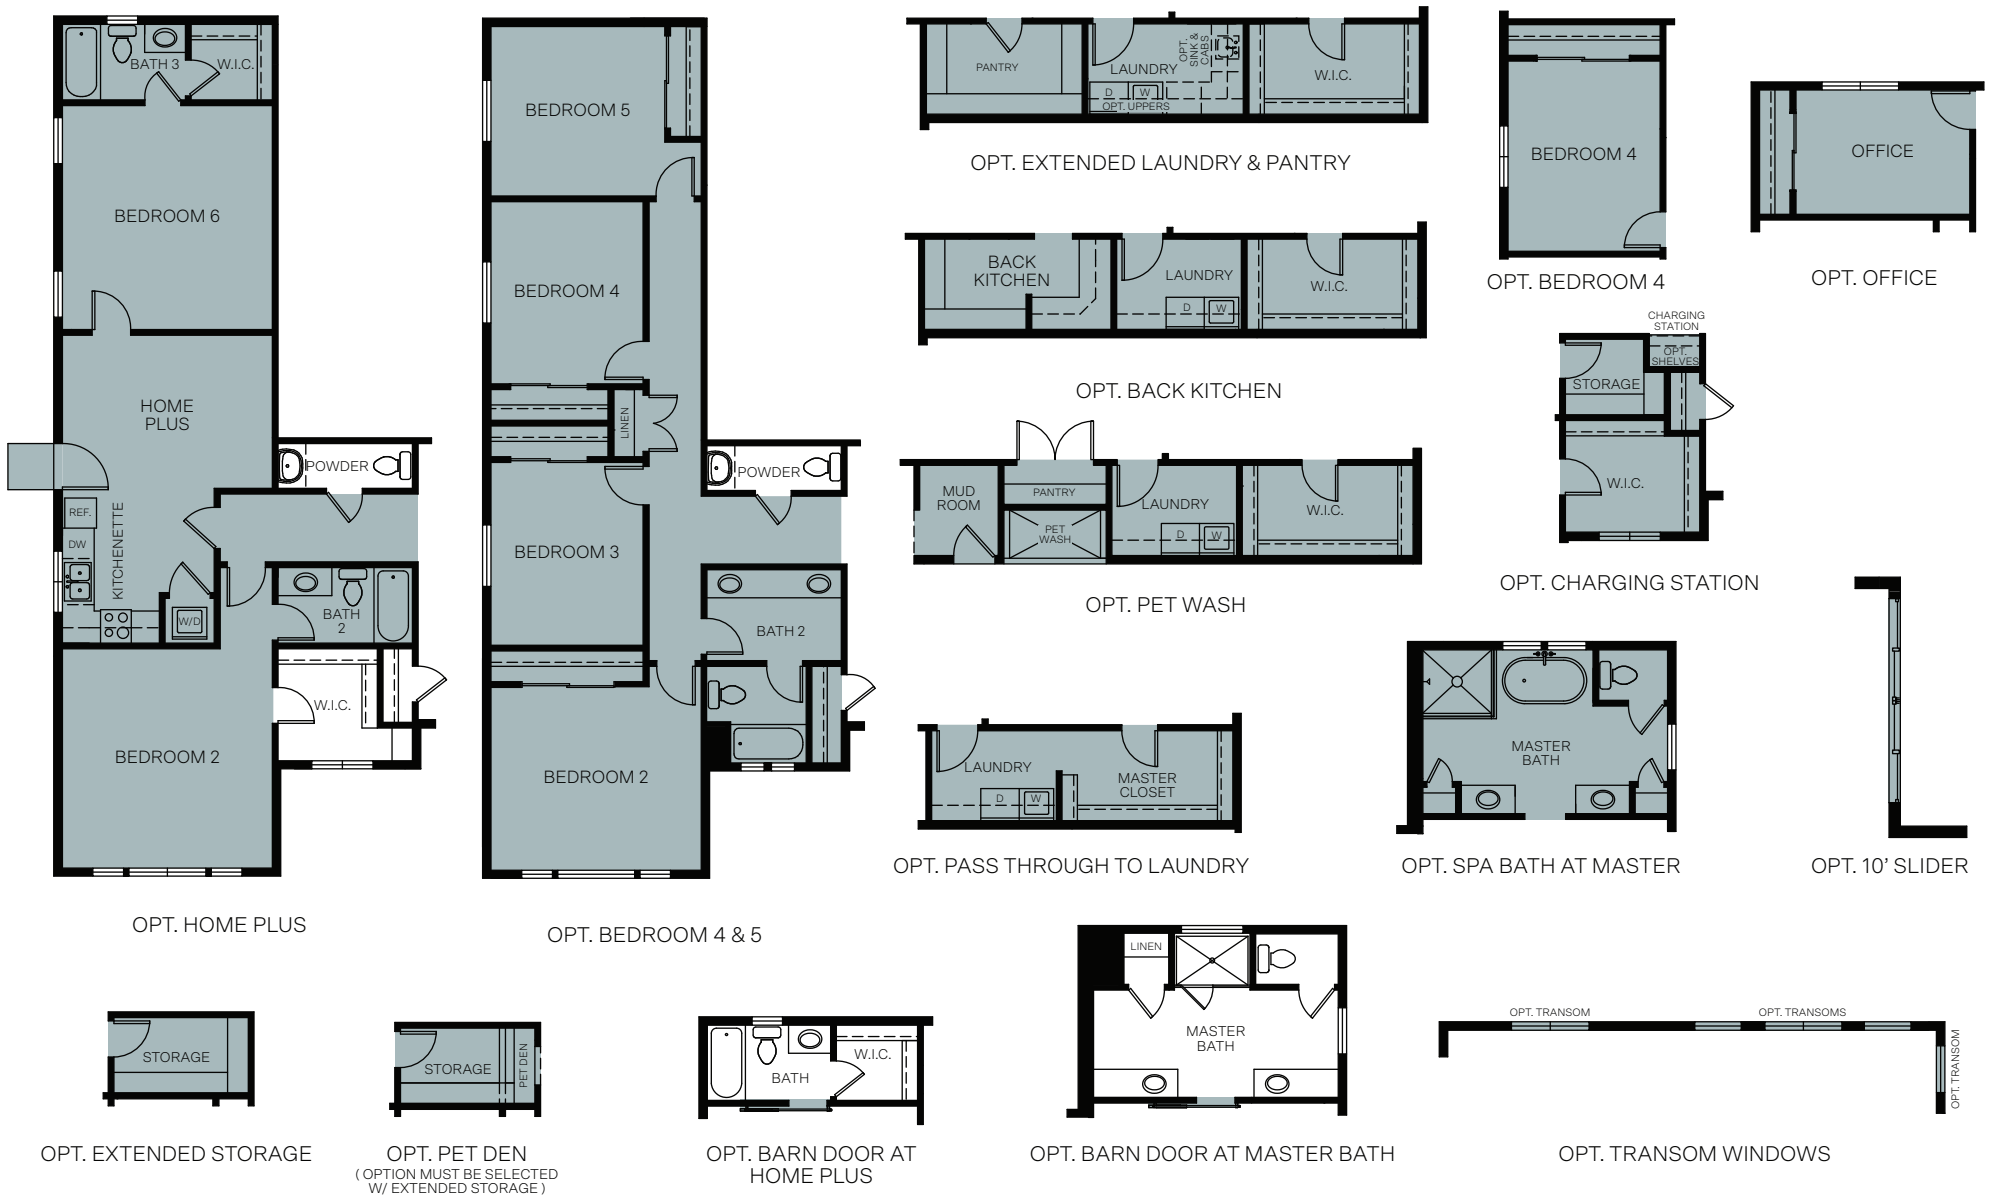 BATH 3
W.I.C.
BEDROOM 6
HOME
PLUS
POWDER
REF.
DW
KITCHENETTE
W/D
BATH
2
W.I.C.
BEDROOM 2
OPT. HOME PLUS
BEDROOM 5
BEDROOM 4
LINEN
POWDER
BEDROOM 3
BATH 2
BEDROOM 2
OPT. BEDROOM 4 & 5
PANTRY
LAUNDRY
OPT.
SINK &
CABS
D
W
OPT. UPPERS
W.I.C.
OPT. EXTENDED LAUNDRY & PANTRY
BACK
KITCHEN
LAUNDRY
D
W
W.I.C.
OPT. BACK KITCHEN
MUD
ROOM
PANTRY
PET
WASH
LAUNDRY
D
W
W.I.C.
OPT. PET WASH
LAUNDRY
D
W
MASTER
CLOSET
OPT. PASS THROUGH TO LAUNDRY
BEDROOM 4
OPT. BEDROOM 4
OFFICE
OPT. OFFICE
CHARGING
STATION
OPT.
SHELVES
STORAGE
W.I.C.
OPT. CHARGING STATION
MASTER
BATH
OPT. SPA BATH AT MASTER
OPT. 10' SLIDER
STORAGE
OPT. EXTENDED STORAGE
STORAGE
PET DEN
OPT. PET DEN
( OPTION MUST BE SELECTED
W/ EXTENDED STORAGE )
BATH
W.I.C.
OPT. BARN DOOR AT
HOME PLUS
LINEN
MASTER
BATH
OPT. BARN DOOR AT MASTER BATH
OPT. TRANSOM
OPT. TRANSOMS
OPT. TRANSOM
OPT. TRANSOM WINDOWS